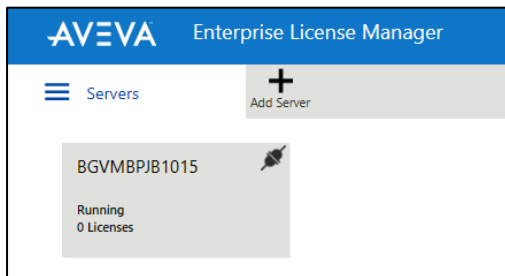 AVEVA Enterprise License Manager
Servers
Add Server
BGVMBPJB1015
Running
0 Licenses